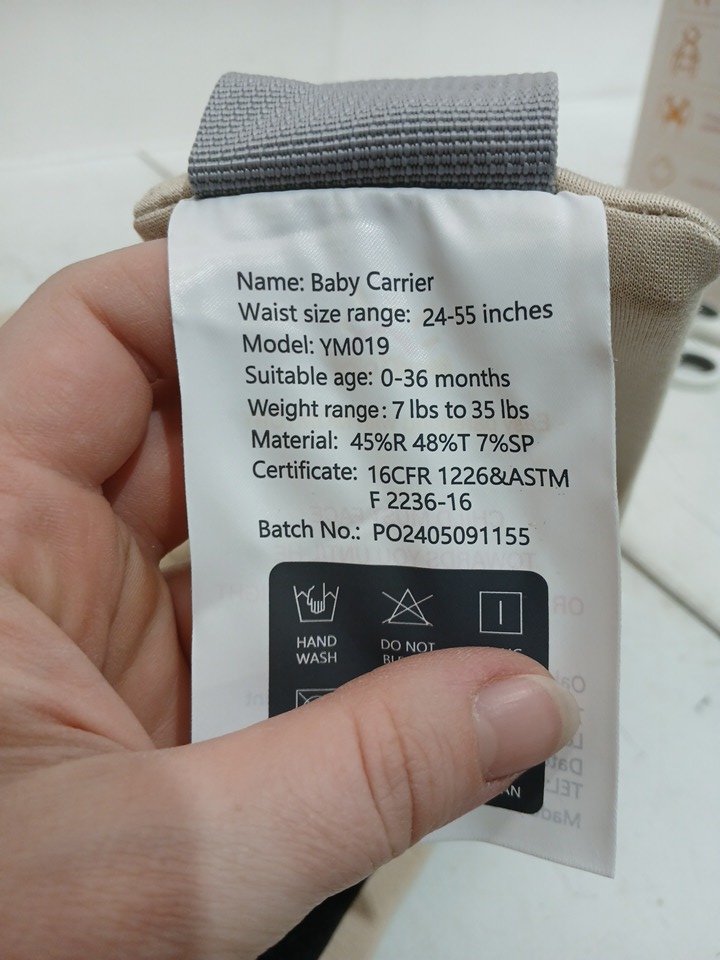 Name: Baby Carrier
Waist size range: 24-55 inches
Model: YM019
Suitable age: 0-36 months
Weight range: 7 lbs to 35 lbs
Material: 45%R 48%T 7%SP
Certificate: 16CFR 1226&ASTM
F 2236-16
Batch No.: PO2405091155
HAND
WASH
DO NOT